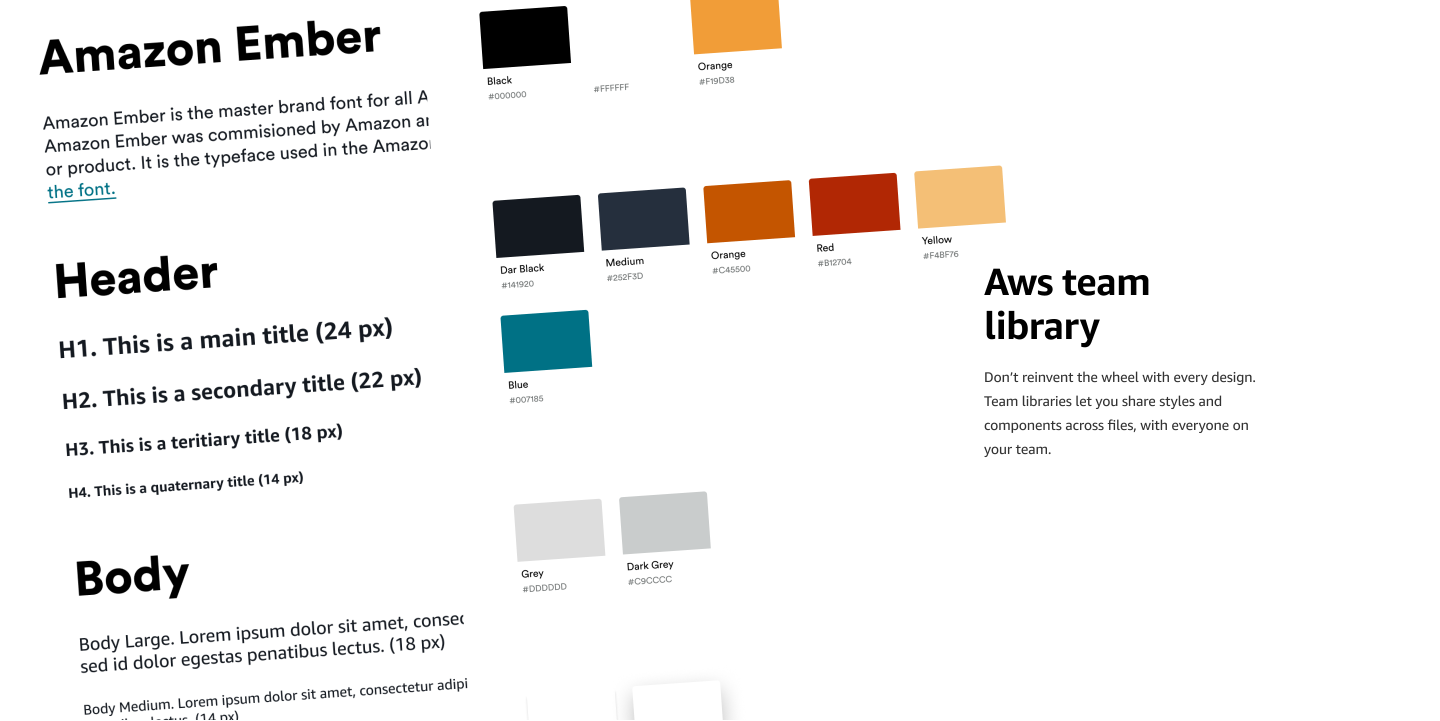 Amazon Ember
Amazon Ember is the master brand font for all A
Amazon Ember was commisioned by Amazon
or product. It is the typeface used in the Amazo
the font.
Header
H1. This is a main title (24 px)
H2. This is a secondary title (22 px)
H3. This is a teritiary title (18 px)
H4. This is a quaternary title (14 px)
Body
Body Large. Lorem ipsum dolor sit amet, consec
sed id dolor egestas penatibus lectus. (18 px)
Body Medium. Lorem ipsum dolor sit amet, consectetur adipi
lectus. (14 px)
Black
#000000
#FFFFFF
Orange
#F19D38
Dar Black
#141920
Medium
#252F3D
Orange
#C45500
Red
#B12704
Yellow
#F4BF76
Blue
#007185
Grey
#DDDDDD
Dark Grey
#C9CCCC
Aws team
library
Don’t reinvent the wheel with every design.
Team libraries let you share styles and
components across files, with everyone on
your team.